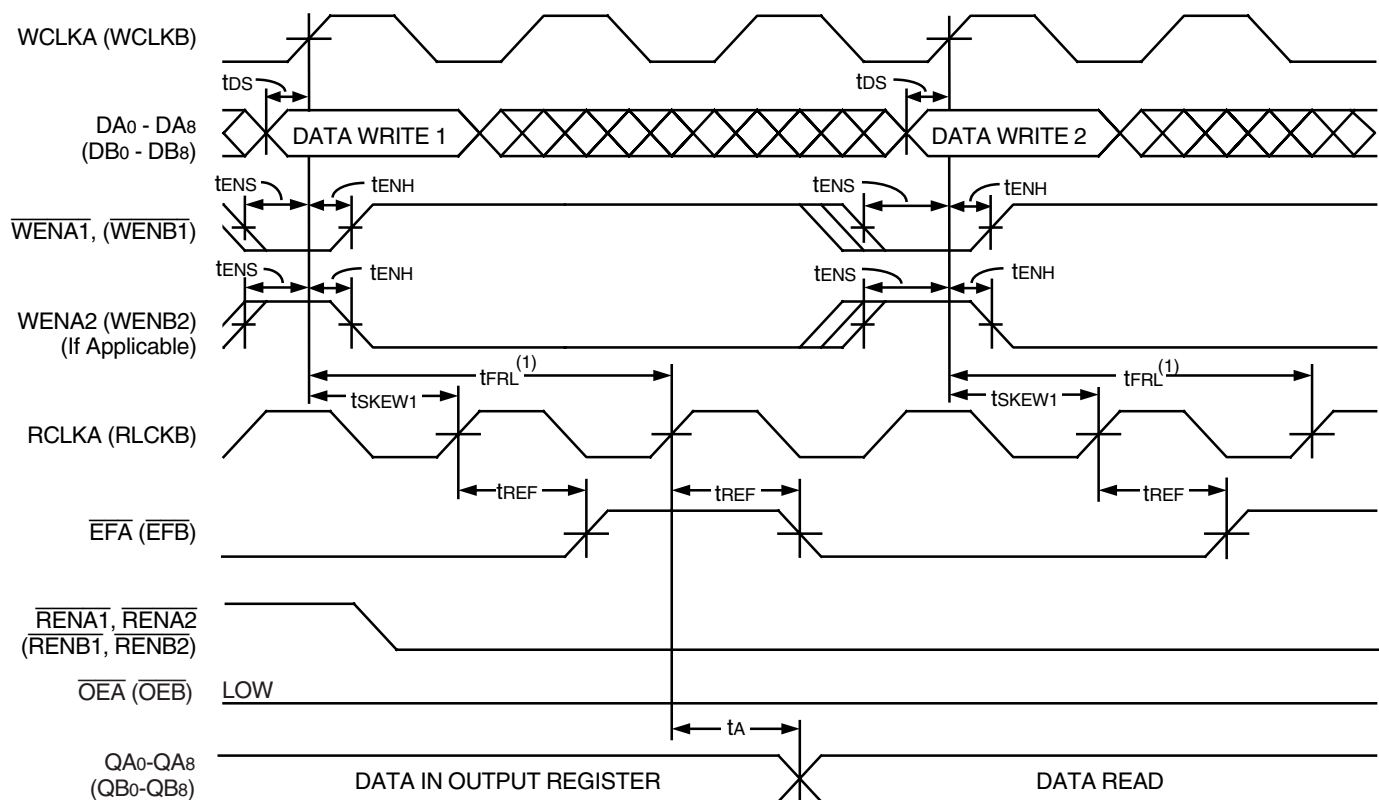 WCLKA (WCLKB)
tDS
tDS
DA0 - DA8
(DB0 - DB8)
DATA WRITE 1
DATA WRITE 2
tENS
tENH
tENS
tENH
WENA1, (WENB1)
tENS
tENH
tENS
tENH
WENA2 (WENB2)
(If Applicable)
tFRL(1)
tFRL(1)
tSKEW1
tSKEW1
RCLKA (RLCKB)
tREF
tREF
tREF
EFA (EFB)
RENA1, RENA2
(RENB1, RENB2)
OEA (OEB)
LOW
tA
QA0-QA8
(QB0-QB8)
DATA IN OUTPUT REGISTER
DATA READ